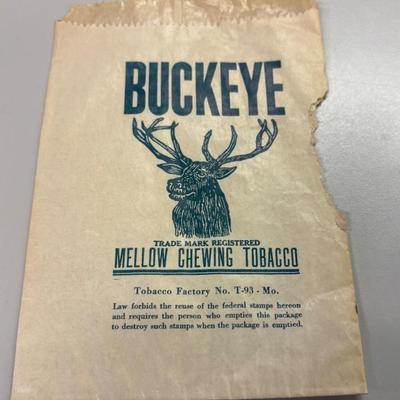 BUCKEYE
TRADE MARK REGISTERED
MELLOW CHEWING TOBACCO
Tobacco Factory No. T-93 - Mo.
Law forbids the reuse of the federal stamps hereon
and requires the person who empties this package
to destroy such stamps when the package is emptied.